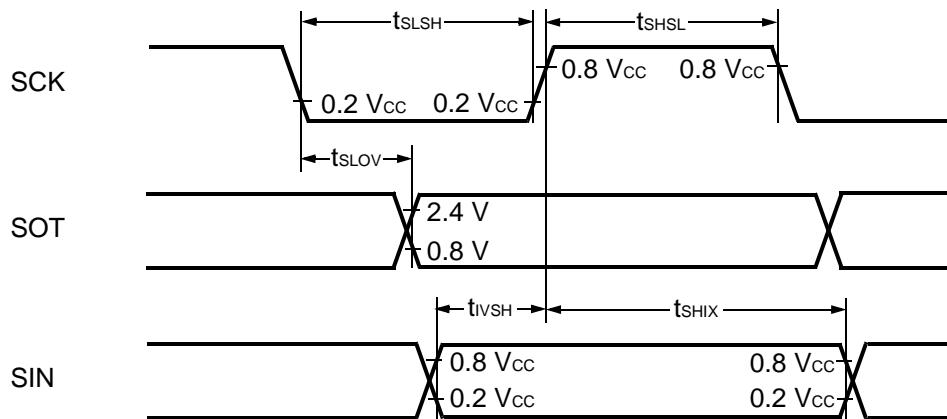 tSLSH tSHSL
SCK
0.8 VCC 0.8 VCC
0.2 VCC 0.2 VCC
tSLOV
SOT
2.4 V
0.8 V
tIVSH tSHIX
SIN
0.8 VCC 0.8 VCC
0.2 VCC 0.2 VCC